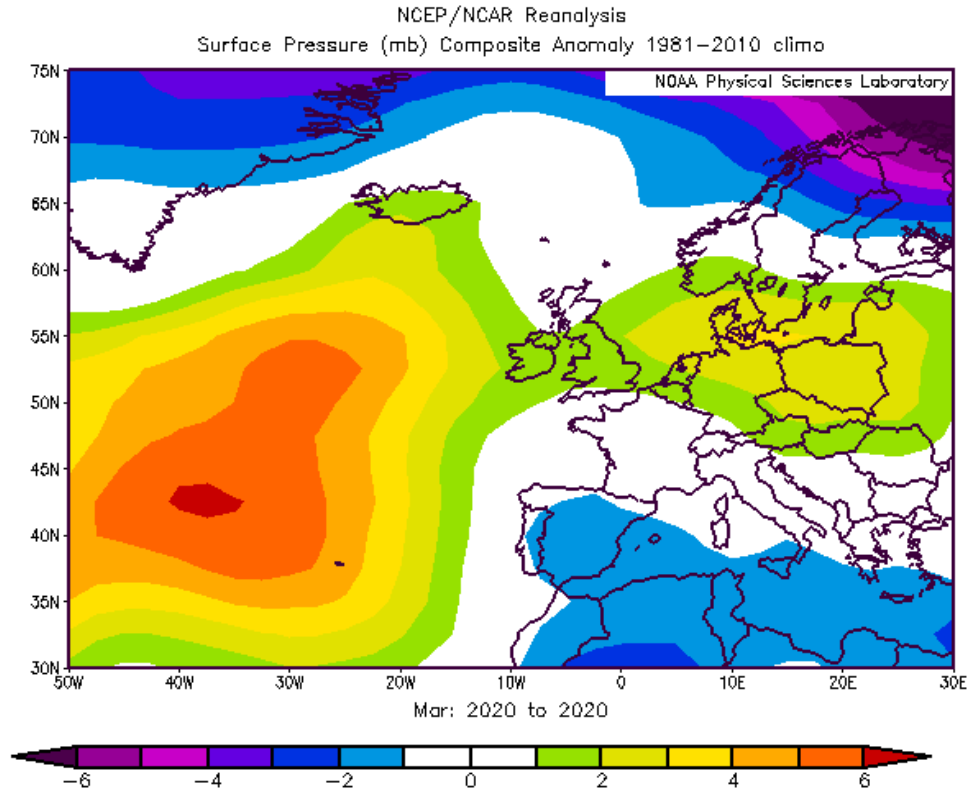 NCEP/NCAR Reanalysis
Surface Pressure (mb) Composite Anomaly 1981-2010 climo
NOAA Physical Sciences Laboratory
75N
70N
65N
60N
55N
50N
45N
40N
35N
30N
50W 40W 30W 20W 10W 0 10E 20E 30E
Mar: 2020 to 2020
-6 -4 -2 0 2 4 6